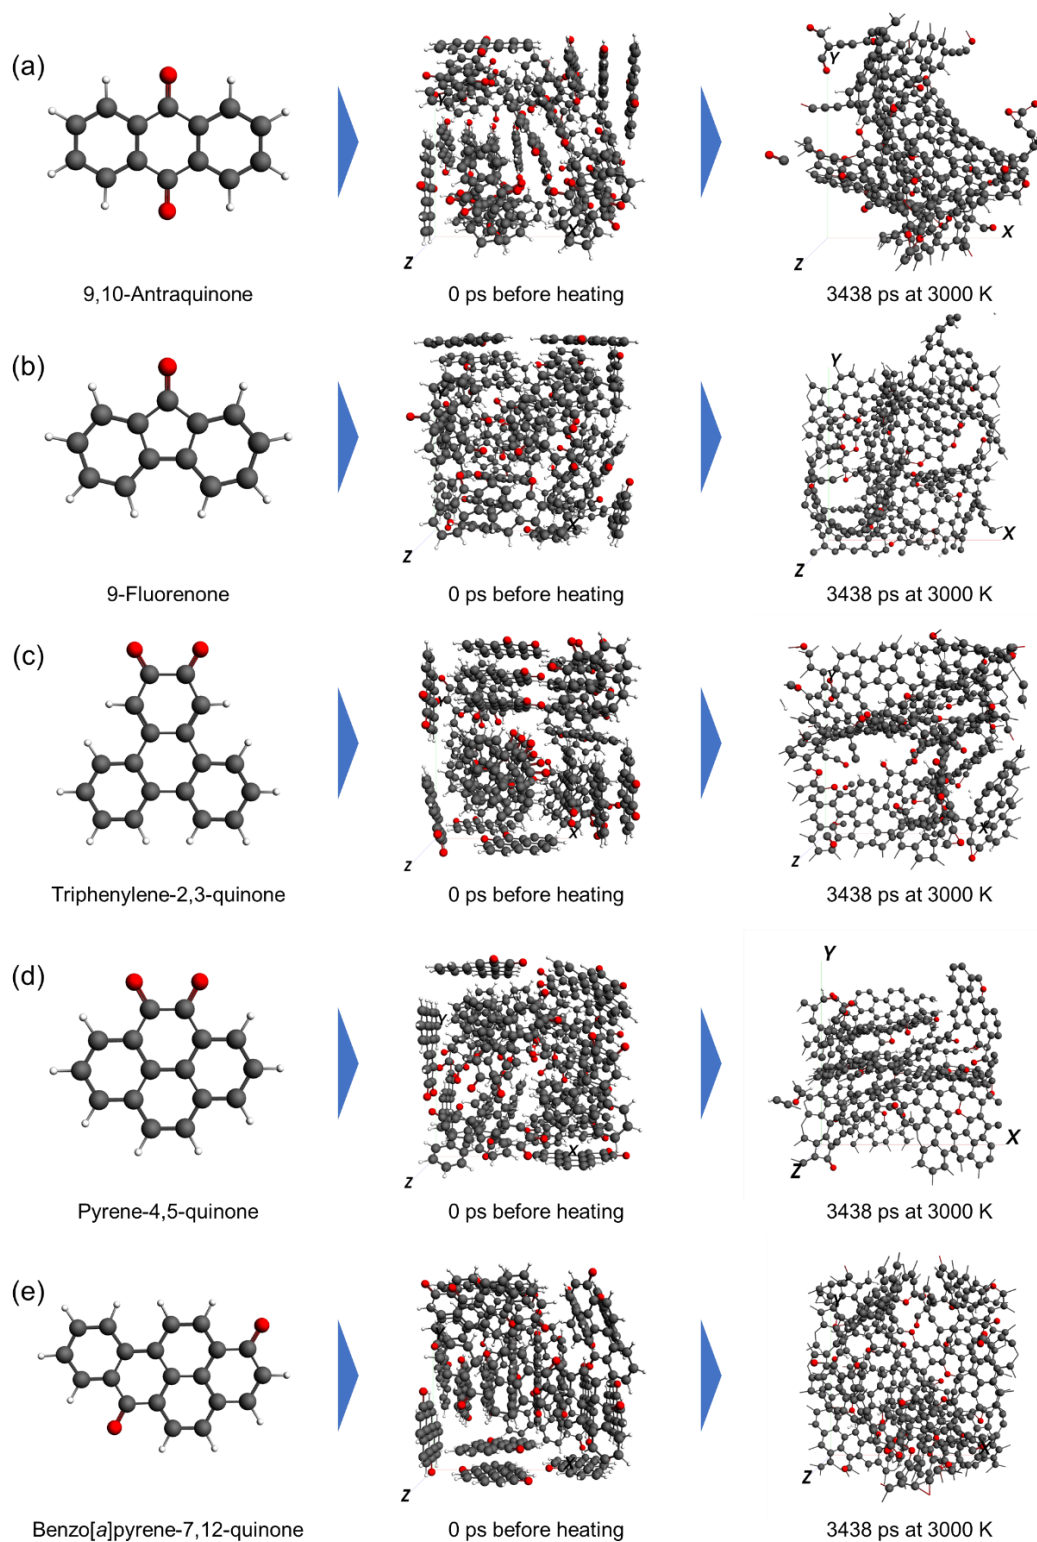 (a)
Y
Y
X
Z
X
Z
9,10-Antraquinone
0 ps before heating
3438 ps at 3000 K
(b)
Y
X
X
Z
Z
9-Fluorenone
0 ps before heating
3438 ps at 3000 K
(c)
Y
X
X
Z
Z
Triphenylene-2,3-quinone
0 ps before heating
3438 ps at 3000 K
(d)
Y
Y
X
X
Z
Z
Pyrene-4,5-quinone
0 ps before heating
3438 ps at 3000 K
(e)
X
X
Z
Z
Benzo[a]pyrene-7,12-quinone
0 ps before heating
3438 ps at 3000 K